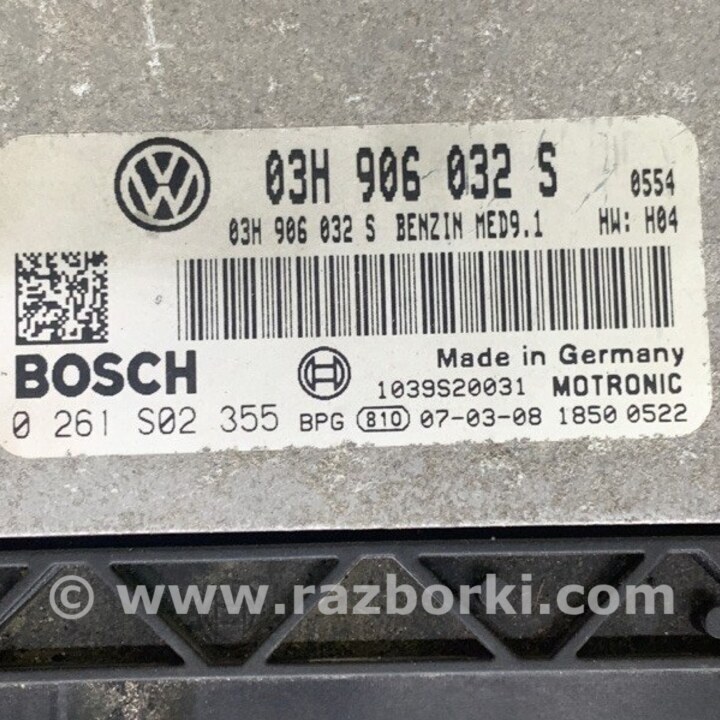 03H 906 032 S 0554
03H 906 032 S BENZIN MED9.1 HW: H04
BOSCH
Made in Germany
1039S20031 MOTRONIC
0 261 S02 355 BPG 810 07-03-08 1850 0522
© www.razborki.com